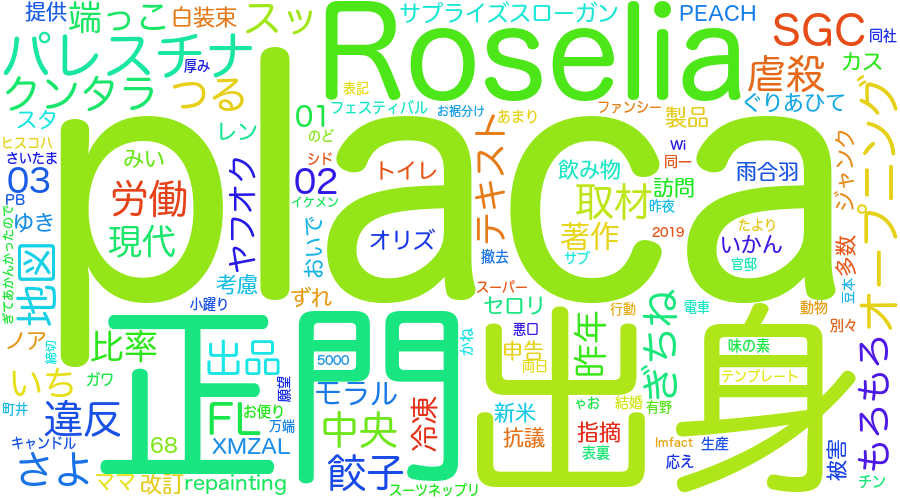 提供
端っこ
白装束
スッ
Roselia
サプライズスローガン
PEACH
SGC
同社
パレスチナ
厚み
表記
虐殺
カス
クンタラ
つる
01
フェスティバル
お裾分け
あまり
ファンシー
製品
ぐりあひて
オープニング
スタ
レン
のど
ヒスコハ
さいたま
みい
ヤフオク
シド
02
イケメン
トイレ
テキスト
飲み物
Wi
同一
訪問
雨合羽
ジャンク
03
PB
ゆき
placa
労働
現代
オリズ
取材
昨夜
著作
2019
たより
いかん
官邸
多数
ぎてあかんかったので
地図
考慮
おいで
撤去
サブ
小躍り
ずれ
スーパー
セロリ
行動
ぎちね
電車
動物
豆本
別々
ノア
締切
比率
正門出身
出品
5000
かね
悪口
申告
両日
昨年
味の素
もろもろ
いち
ガワ
願望
モラル
テンプレート
町井
違反
FL
お便り
万端
中央
冷凍
新米
ゃお
結婚
有野
キャンドル
68
XMZAL
抗議
指摘
表裏
Imfact
生産
応え
被害
さよ
ママ
改訂
repainting
餃子
スーツネップリ
チン